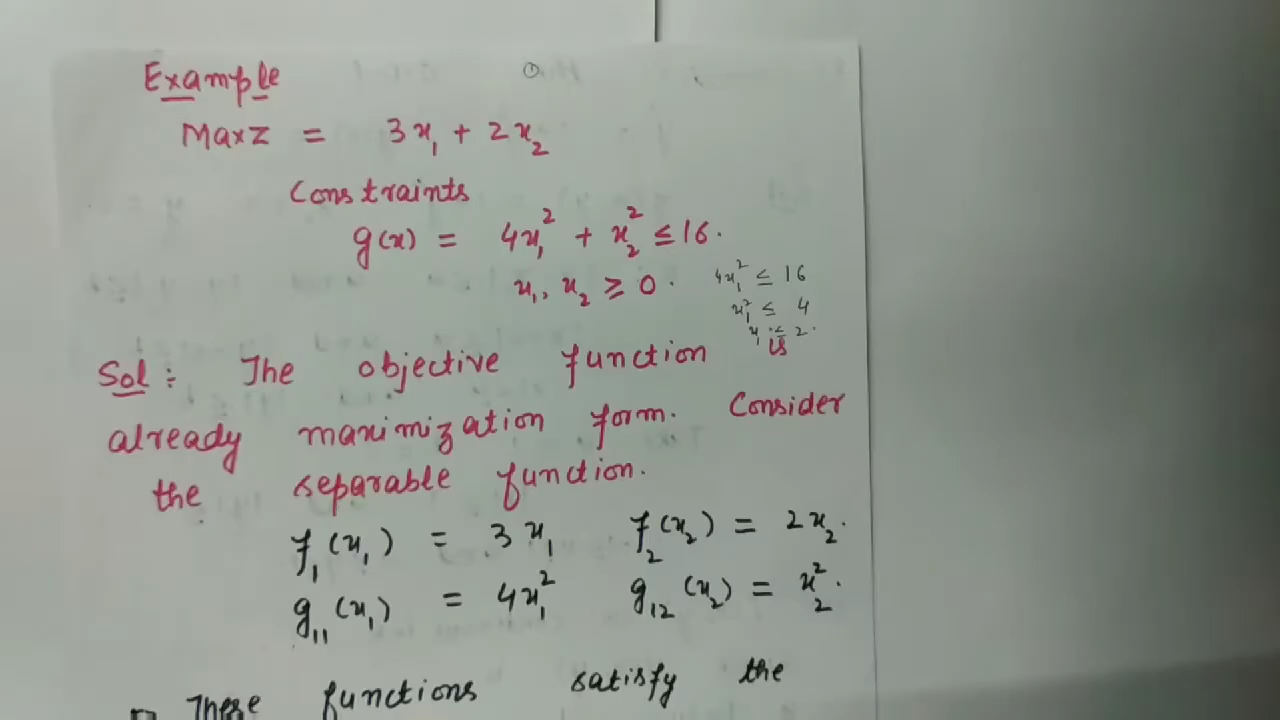 Example
Max Z = 3x₁ + 2x₂
Constraints
g(x) = 4x₁² + x₂² ≤ 16.
x₁, x₂ ≥ 0.
4x₁² ≤ 16
x₁² ≤ 4
x₁ ≤ 2.
Sol : The objective function is
already maximization form. Consider
the separable function.
f₁(x₁) = 3x₁ f₂(x₂) = 2x₂.
g₁₁(x₁) = 4x₁² g₁₂(x₂) = x₂².
These functions satisfy the